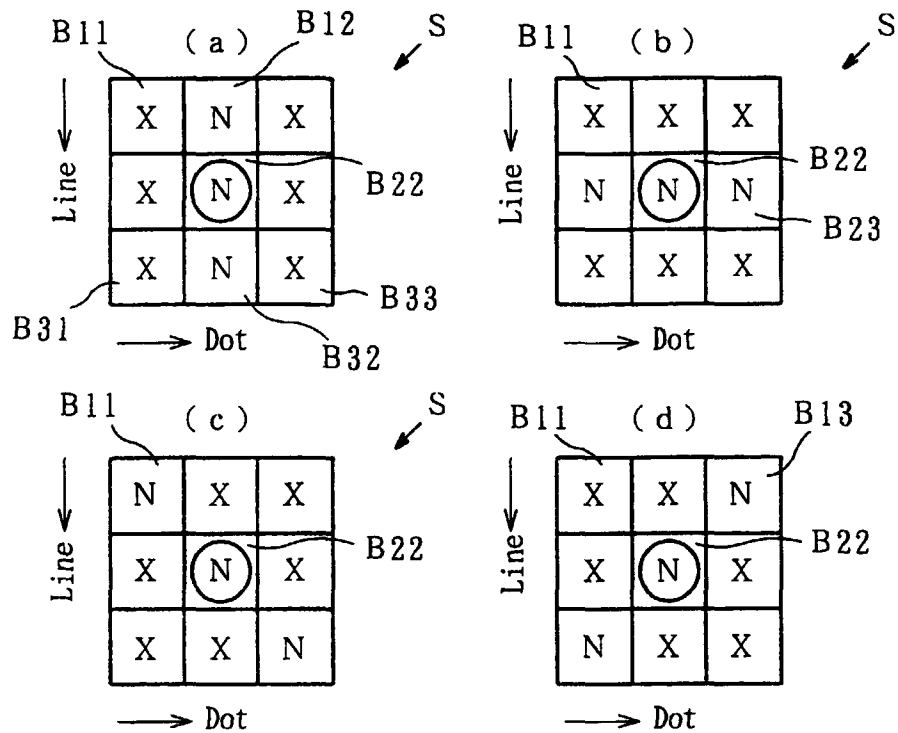 B11 (a) B12 S
B11 (b) S
Line
X N X
X N X
X N X
B22
B31
B33
B32
Dot
Line
X X X
N N N
X X X
B22
B23
Dot
B11 (c) S
B11 (d) B13
Line
N X X
X N X
X X N
B22
Dot
Line
X X N
X N X
N X X
B22
Dot